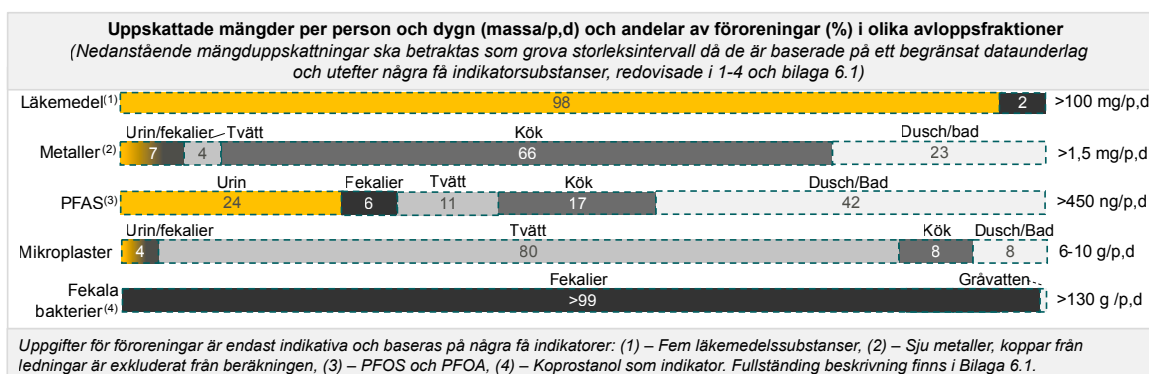 Uppskattade mängder per person och dygn (massa/p,d) och andelar av föroreningar (%) i olika avloppsfraktioner
(Nedanstående mängduppskattningar ska betraktas som grova storleksintervall då de är baserade på ett begränsat dataunderlag
och utefter några få indikatorsubstanser, redovisade i 1-4 och bilaga 6.1)
Läkemedel(1) 98 2 >100 mg/p,d
Urin/fekalier Tvätt Kök Dusch/bad
Metaller(2) 7 4 66 23 >1,5 mg/p,d
Urin Fekalier Tvätt Kök Dusch/Bad
PFAS(3) 24 6 11 17 42 >450 ng/p,d
Urin/fekalier Tvätt Kök Dusch/Bad
Mikroplaster 4 80 8 8 6-10 g/p,d
Fekalier Gråvatten
Fekala
bakterier(4) >99 >130 g /p,d
Uppgifter för föroreningar är endast indikativa och baseras på några få indikatorer: (1) – Fem läkemedelssubstanser, (2) – Sju metaller, koppar från
ledningar är exkluderat från beräkningen, (3) – PFOS och PFOA, (4) – Koprostanol som indikator. Fullständing beskrivning finns i Bilaga 6.1.